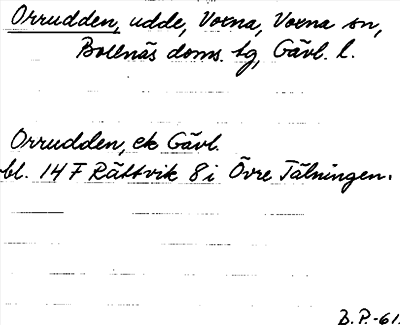 Orrudden, udde, Voxna, Voxna sn,
Bollnäs doms. tg, Gävl. l.
Orrudden, ek Gävl.
bl. 14 F Rättvik 8 i Övre Tälningen.
B.P.-61.